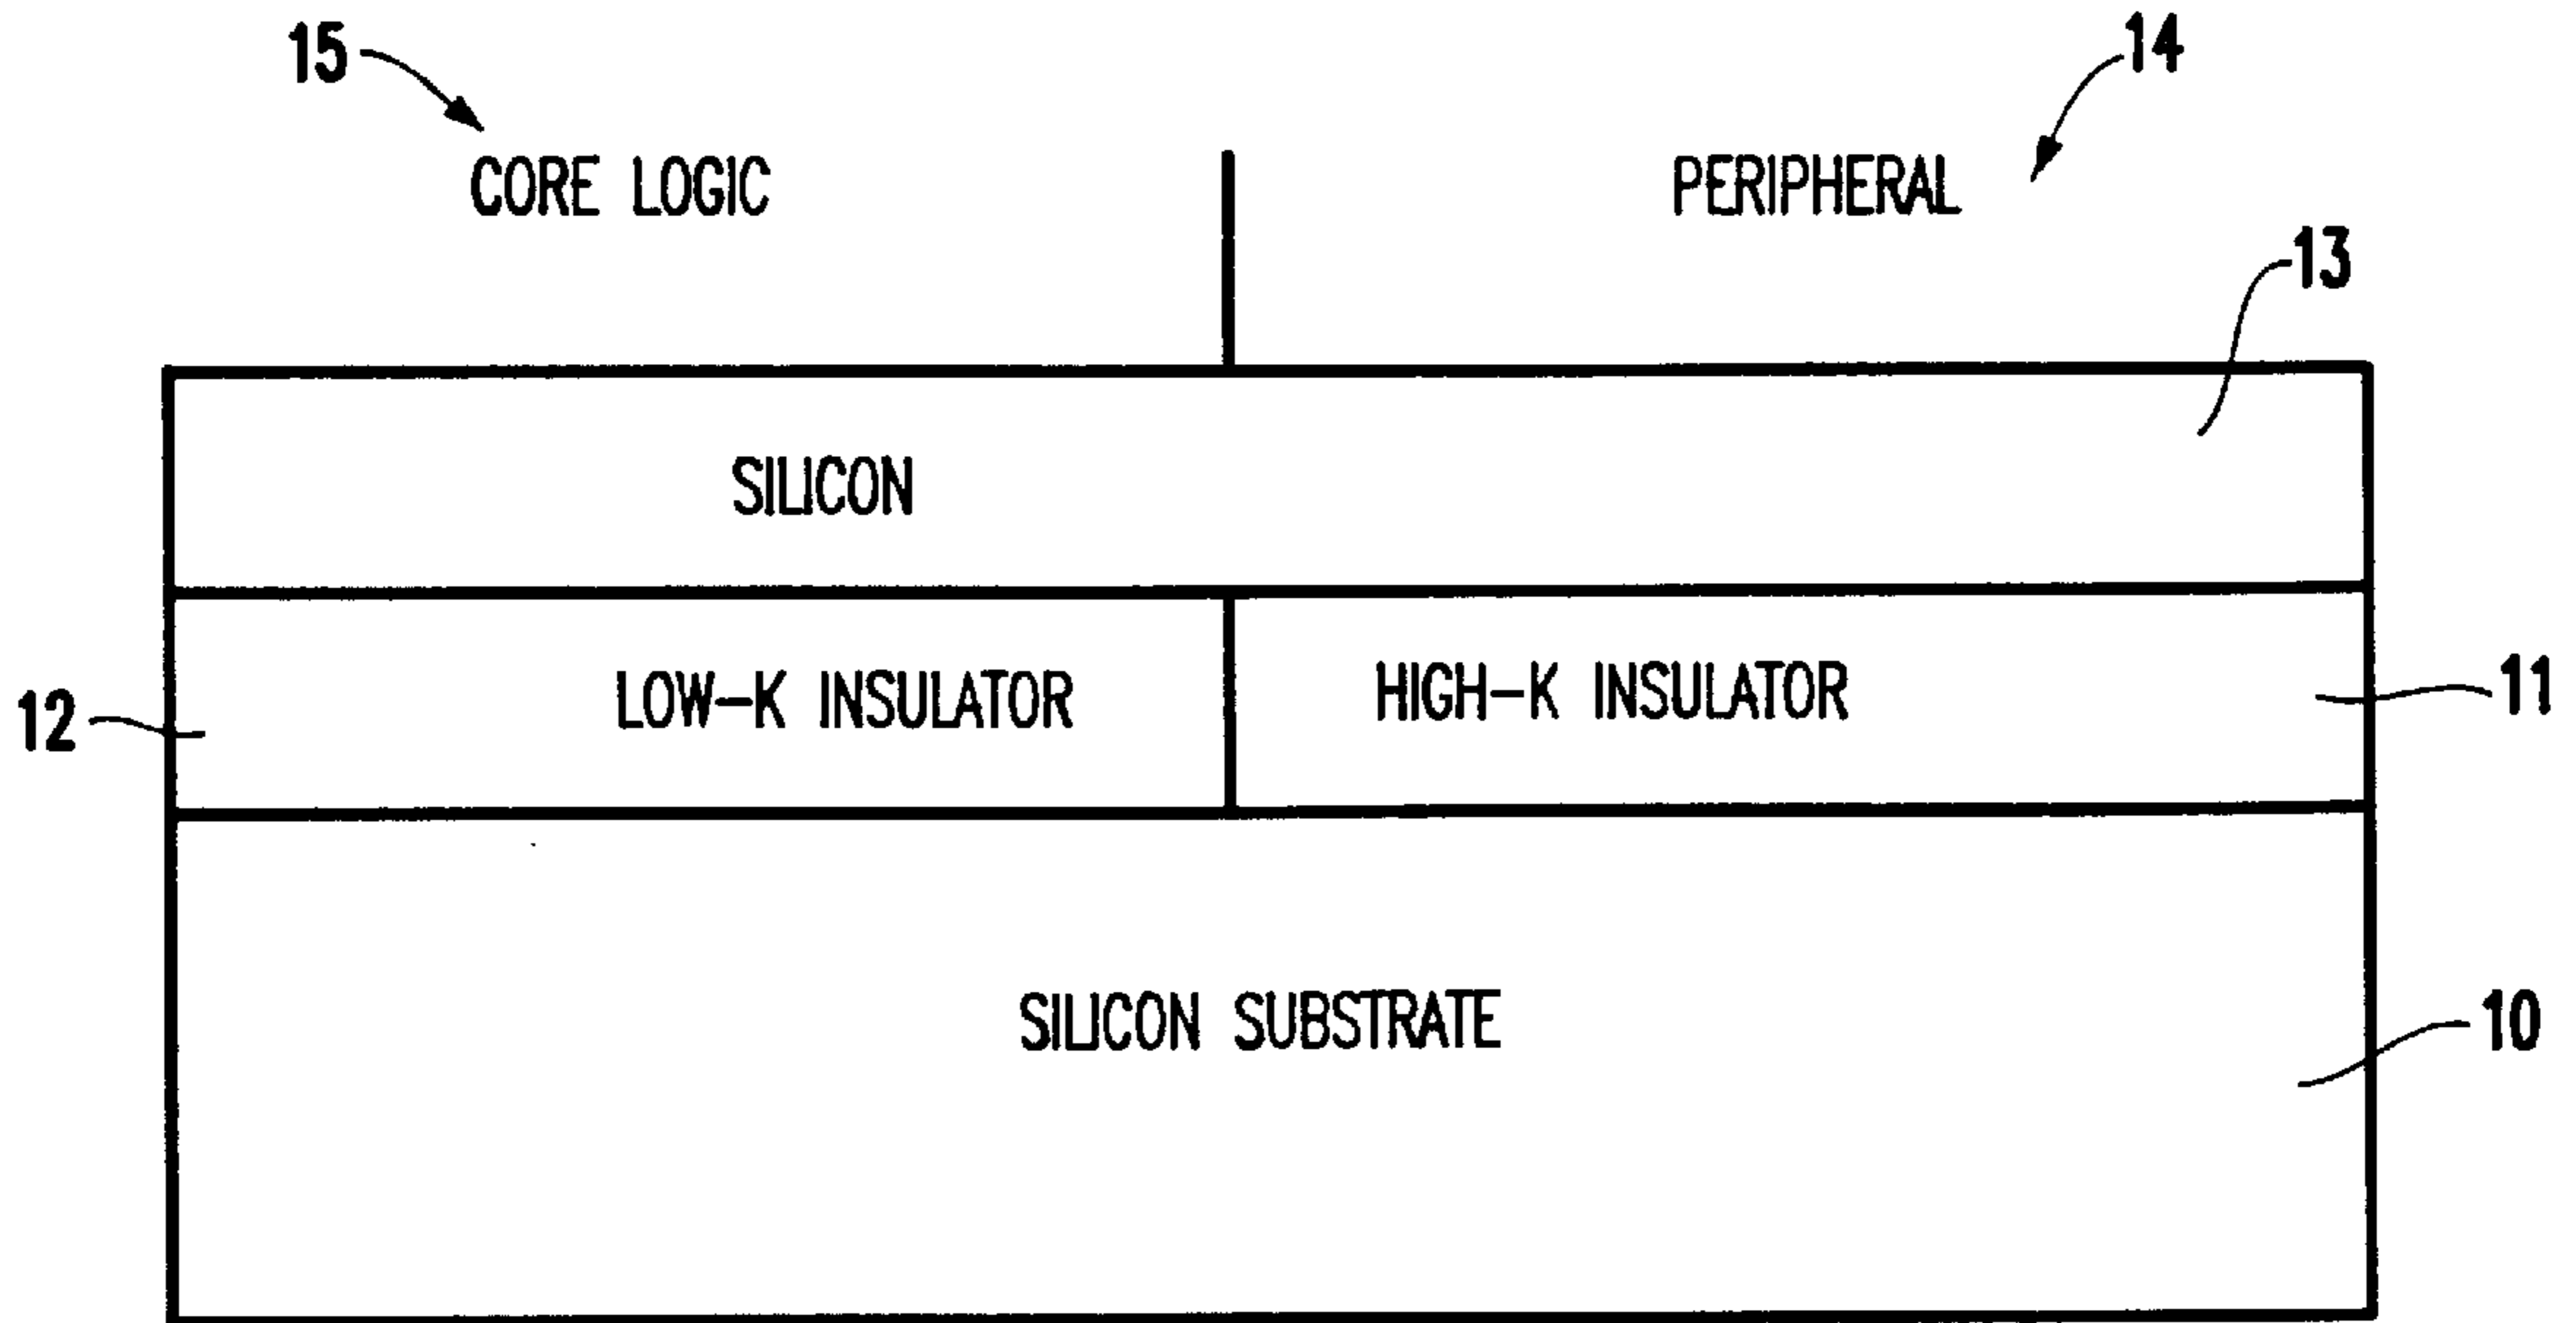 15
14
CORE LOGIC
PERIPHERAL
13
SILICON
12
LOW-K INSULATOR
HIGH-K INSULATOR
11
SILICON SUBSTRATE
10